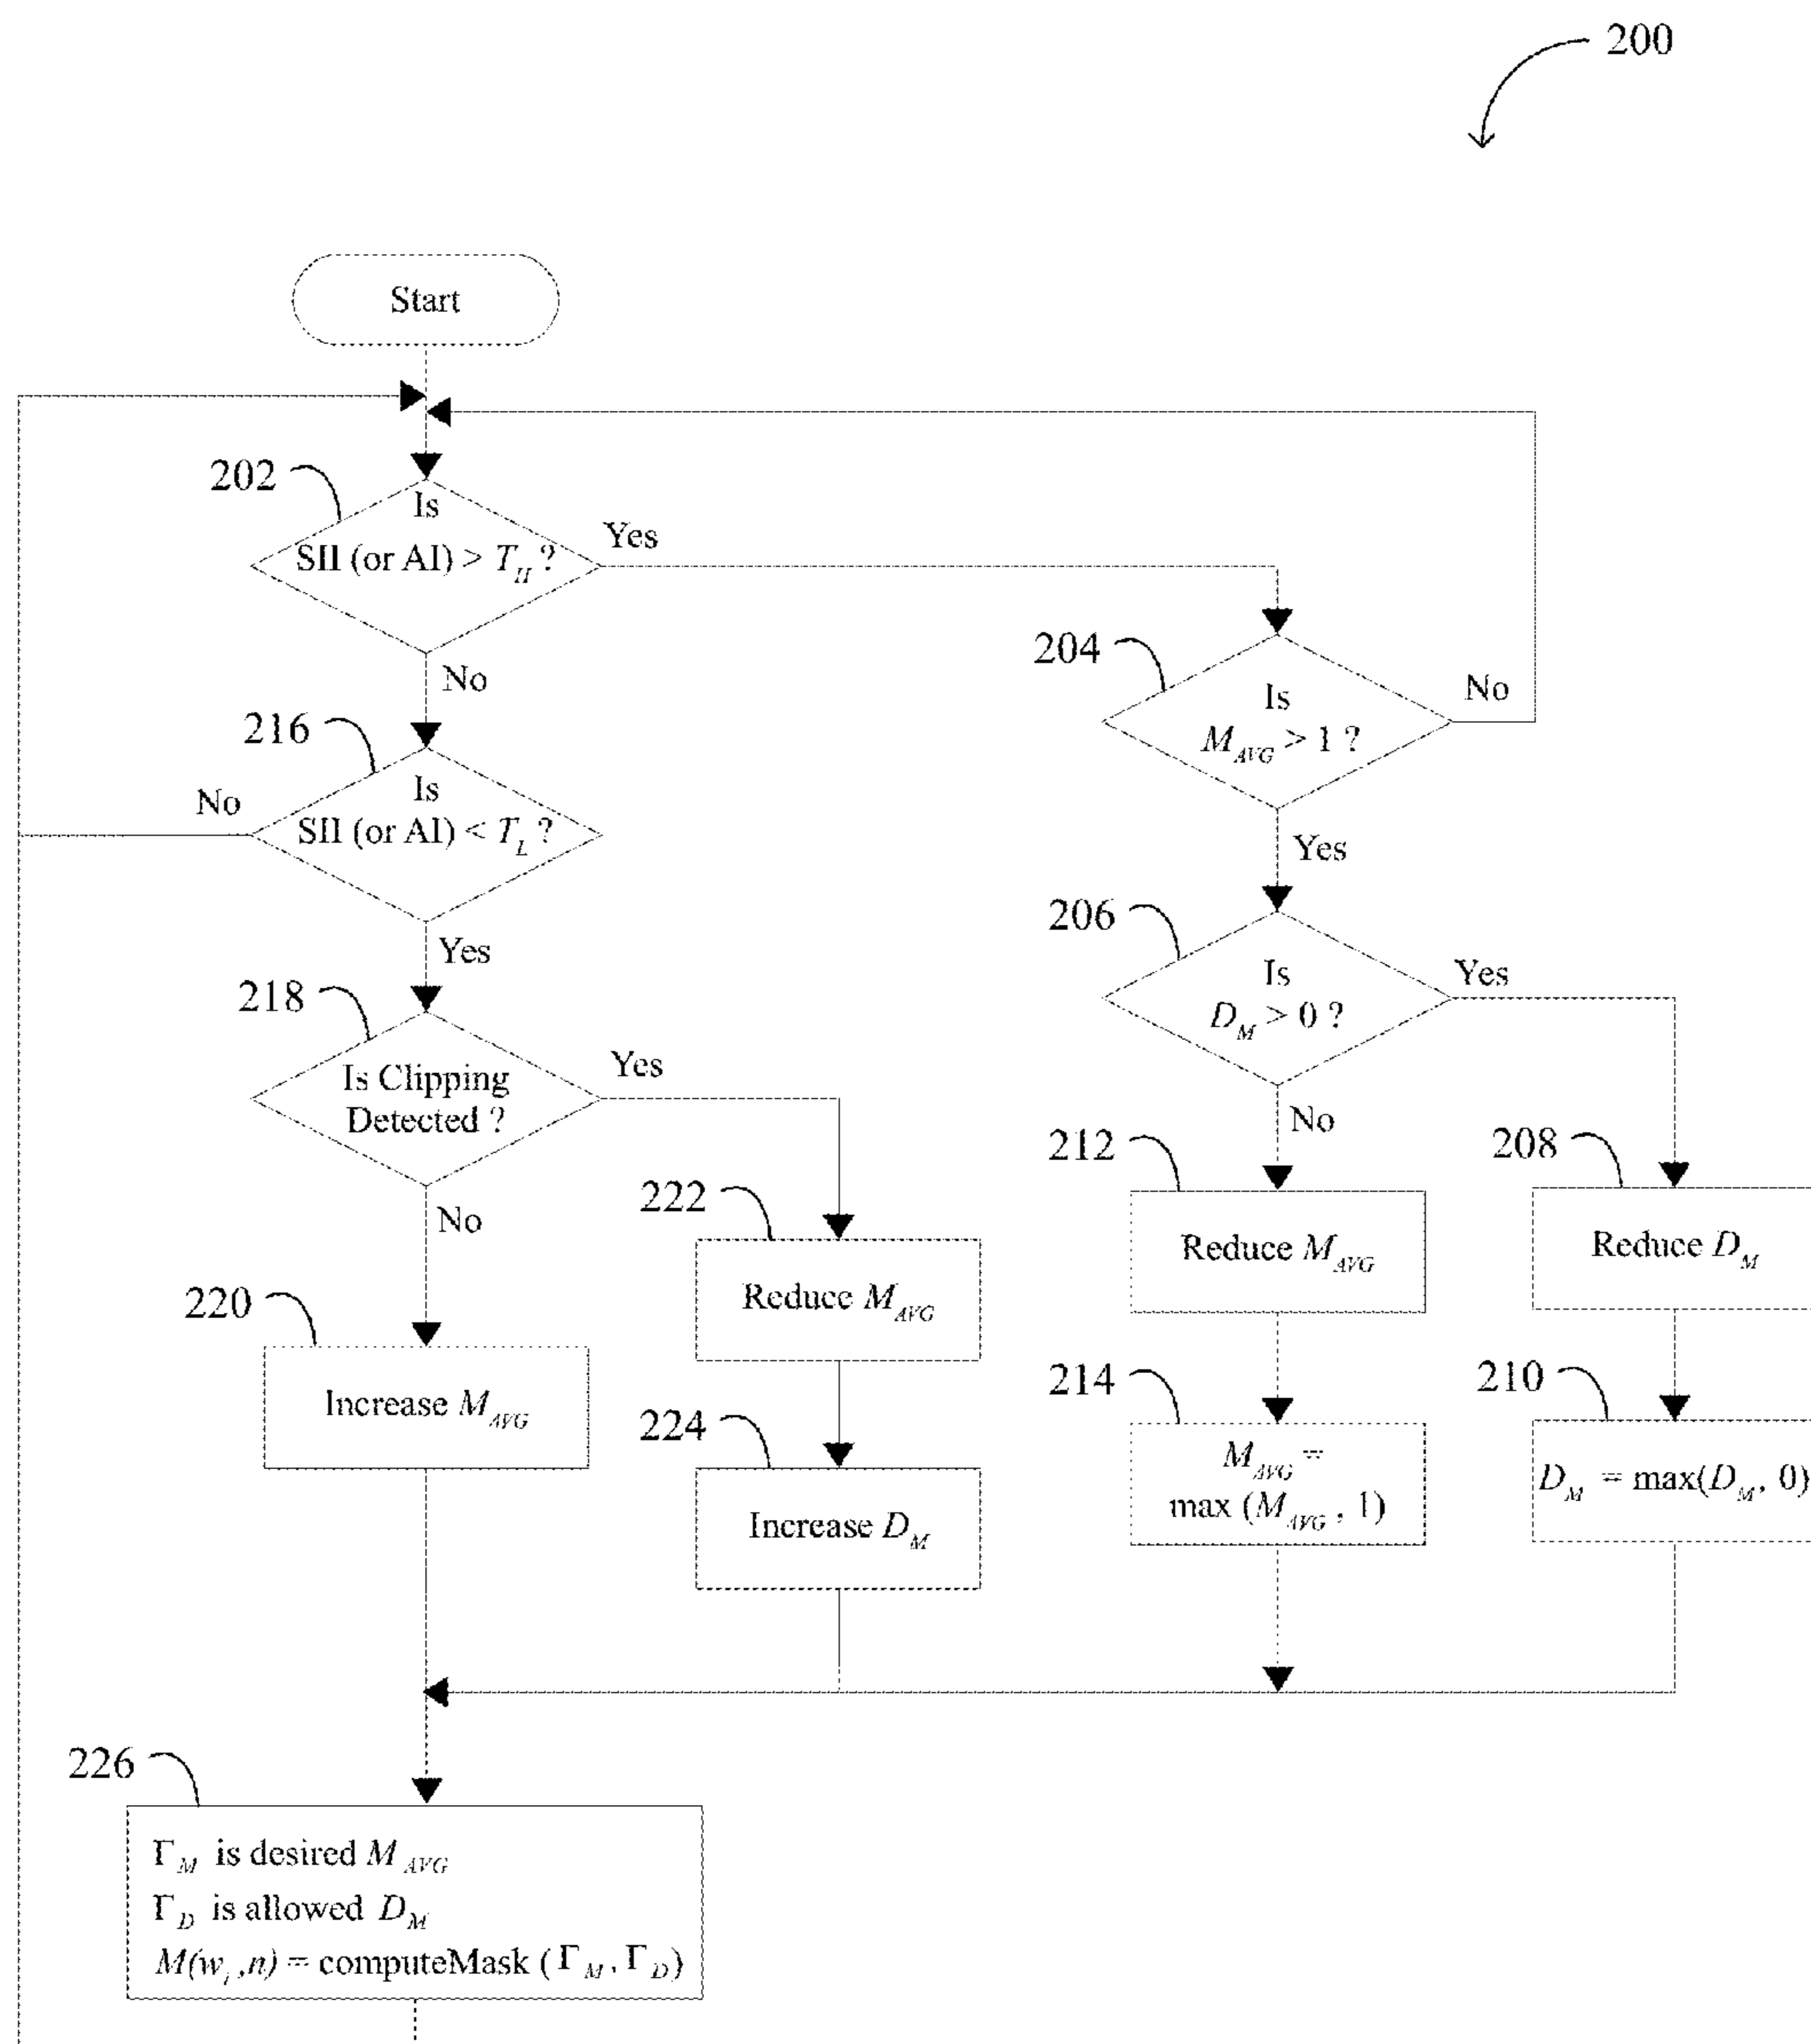 200
Start
202
Is
SII (or AI) > T_H ?
Yes
No
204
Is
M_AVG > 1 ?
No
Yes
216
Is
SII (or AI) < T_L ?
No
Yes
206
Is
D_M > 0 ?
Yes
No
218
Is Clipping
Detected ?
Yes
No
222
Reduce M_AVG
212
Reduce M_AVG
208
Reduce D_M
220
Increase M_AVG
224
Increase D_M
214
M_AVG =
max (M_AVG , 1)
210
D_M = max(D_M, 0)
226
Γ_M is desired M_AVG
Γ_D is allowed D_M
M(w_i ,n) = computeMask (Γ_M, Γ_D)